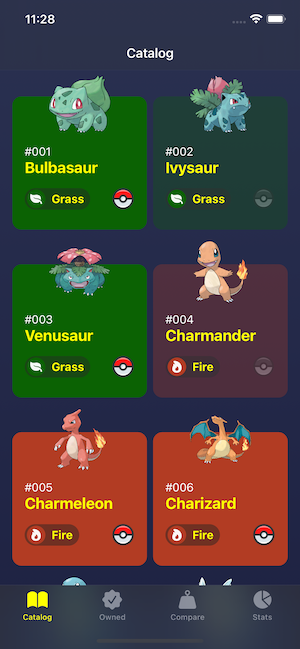 11:28
Catalog
#001
Bulbasaur
Grass
#002
Ivysaur
Grass
#003
Venusaur
Grass
#004
Charmander
Fire
#005
Charmeleon
Fire
#006
Charizard
Fire
Catalog
Owned
Compare
Stats